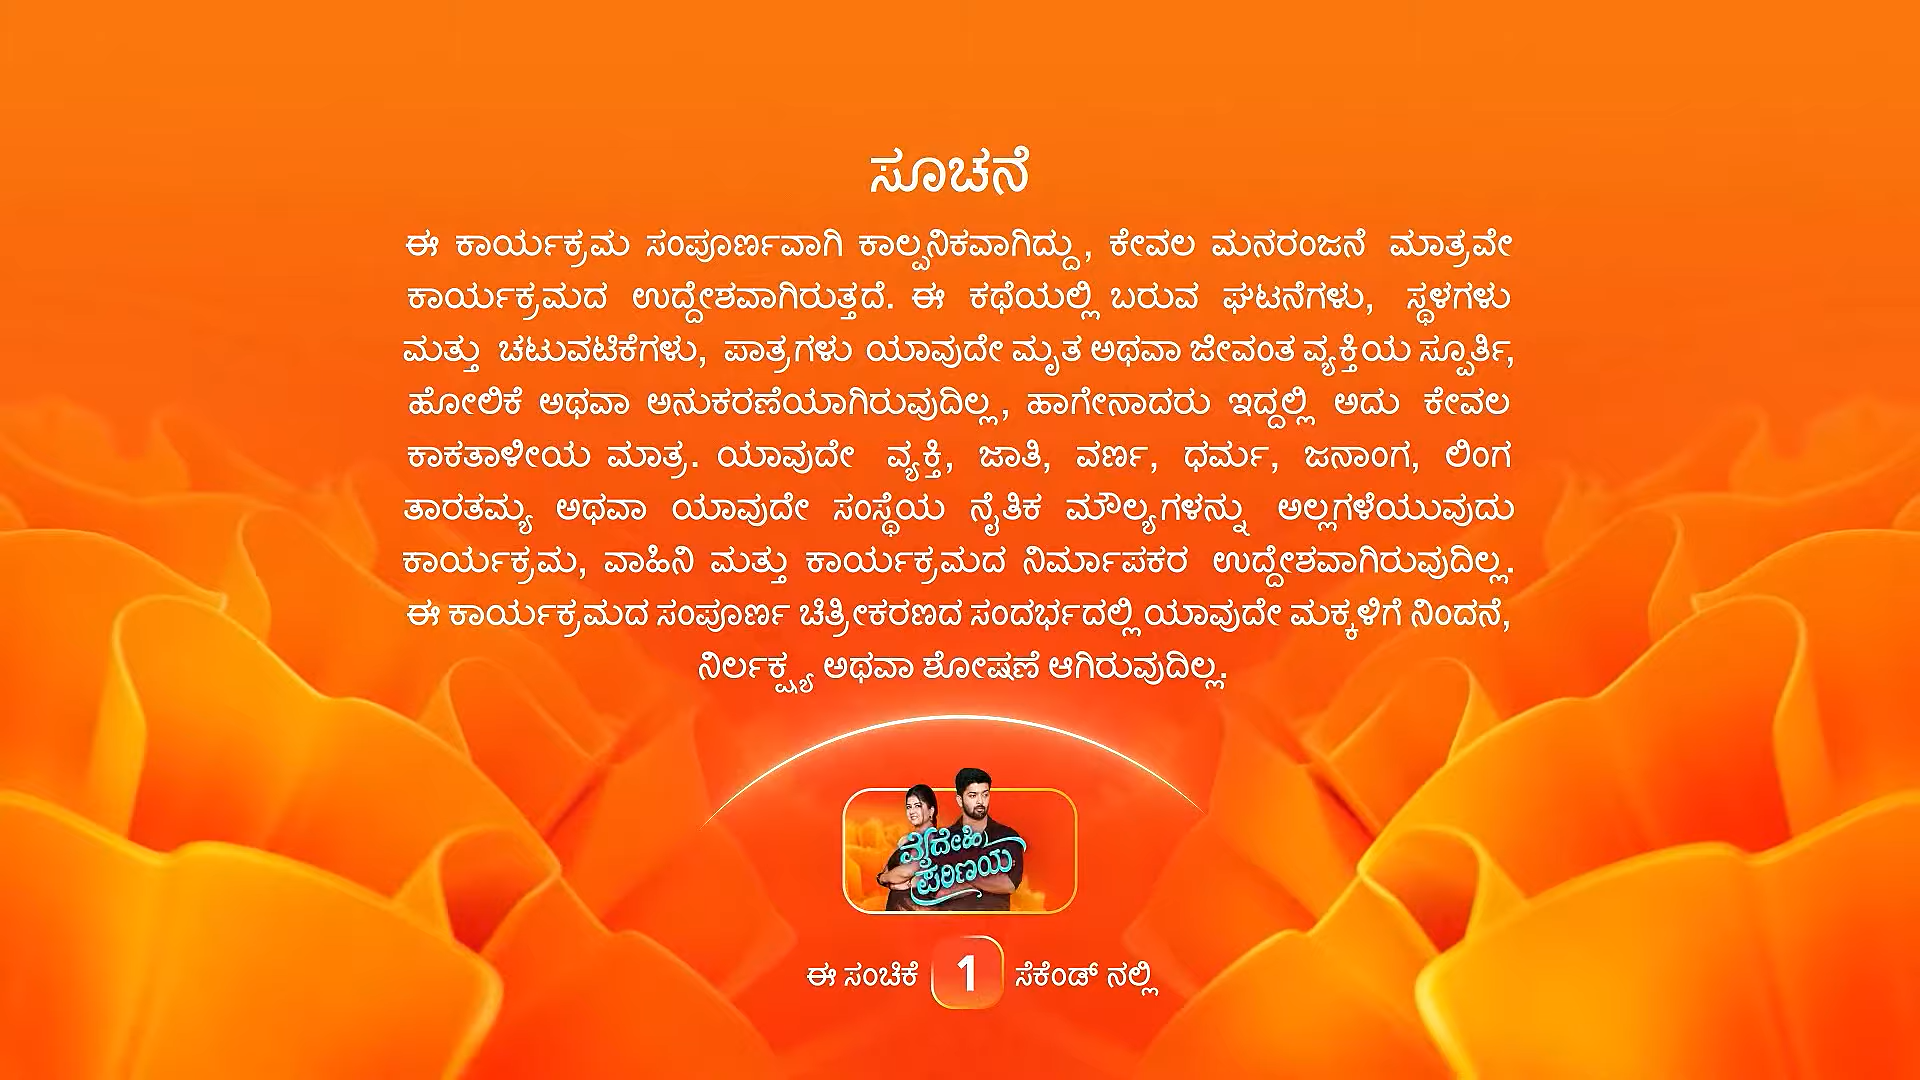 ಸೂಚನೆ
ಈ ಕಾರ್ಯಕ್ರಮ ಸಂಪೂರ್ಣವಾಗಿ ಕಾಲ್ಪನಿಕವಾಗಿದ್ದು, ಕೇವಲ ಮನರಂಜನೆ ಮಾತ್ರವೇ
ಕಾರ್ಯಕ್ರಮದ ಉದ್ದೇಶವಾಗಿರುತ್ತದೆ. ಈ ಕಥೆಯಲ್ಲಿ ಬರುವ ಘಟನೆಗಳು, ಸ್ಥಳಗಳು
ಮತ್ತು ಚಟುವಟಿಕೆಗಳು, ಪಾತ್ರಗಳು ಯಾವುದೇ ಮೃತ ಅಥವಾ ಜೀವಂತ ವ್ಯಕ್ತಿಯ ಸ್ಪೂರ್ತಿ,
ಹೋಲಿಕೆ ಅಥವಾ ಅನುಕರಣೆಯಾಗಿರುವುದಿಲ್ಲ, ಹಾಗೇನಾದರು ಇದ್ದಲ್ಲಿ ಅದು ಕೇವಲ
ಕಾಕತಾಳೀಯ ಮಾತ್ರ. ಯಾವುದೇ ವ್ಯಕ್ತಿ, ಜಾತಿ, ವರ್ಣ, ಧರ್ಮ, ಜನಾಂಗ, ಲಿಂಗ
ತಾರತಮ್ಯ ಅಥವಾ ಯಾವುದೇ ಸಂಸ್ಥೆಯ ನೈತಿಕ ಮೌಲ್ಯಗಳನ್ನು ಅಲ್ಲಗಳೆಯುವುದು
ಕಾರ್ಯಕ್ರಮ, ವಾಹಿನಿ ಮತ್ತು ಕಾರ್ಯಕ್ರಮದ ನಿರ್ಮಾಪಕರ ಉದ್ದೇಶವಾಗಿರುವುದಿಲ್ಲ.
ಈ ಕಾರ್ಯಕ್ರಮದ ಸಂಪೂರ್ಣ ಚಿತ್ರೀಕರಣದ ಸಂದರ್ಭದಲ್ಲಿ ಯಾವುದೇ ಮಕ್ಕಳಿಗೆ ನಿಂದನೆ,
ನಿರ್ಲಕ್ಷ್ಯ ಅಥವಾ ಶೋಷಣೆ ಆಗಿರುವುದಿಲ್ಲ.
ವೈದೇಹಿ
ಪರಿಣಯ
ಈ ಸಂಚಿಕೆ 1 ಸೆಕೆಂಡ್ ನಲ್ಲಿ